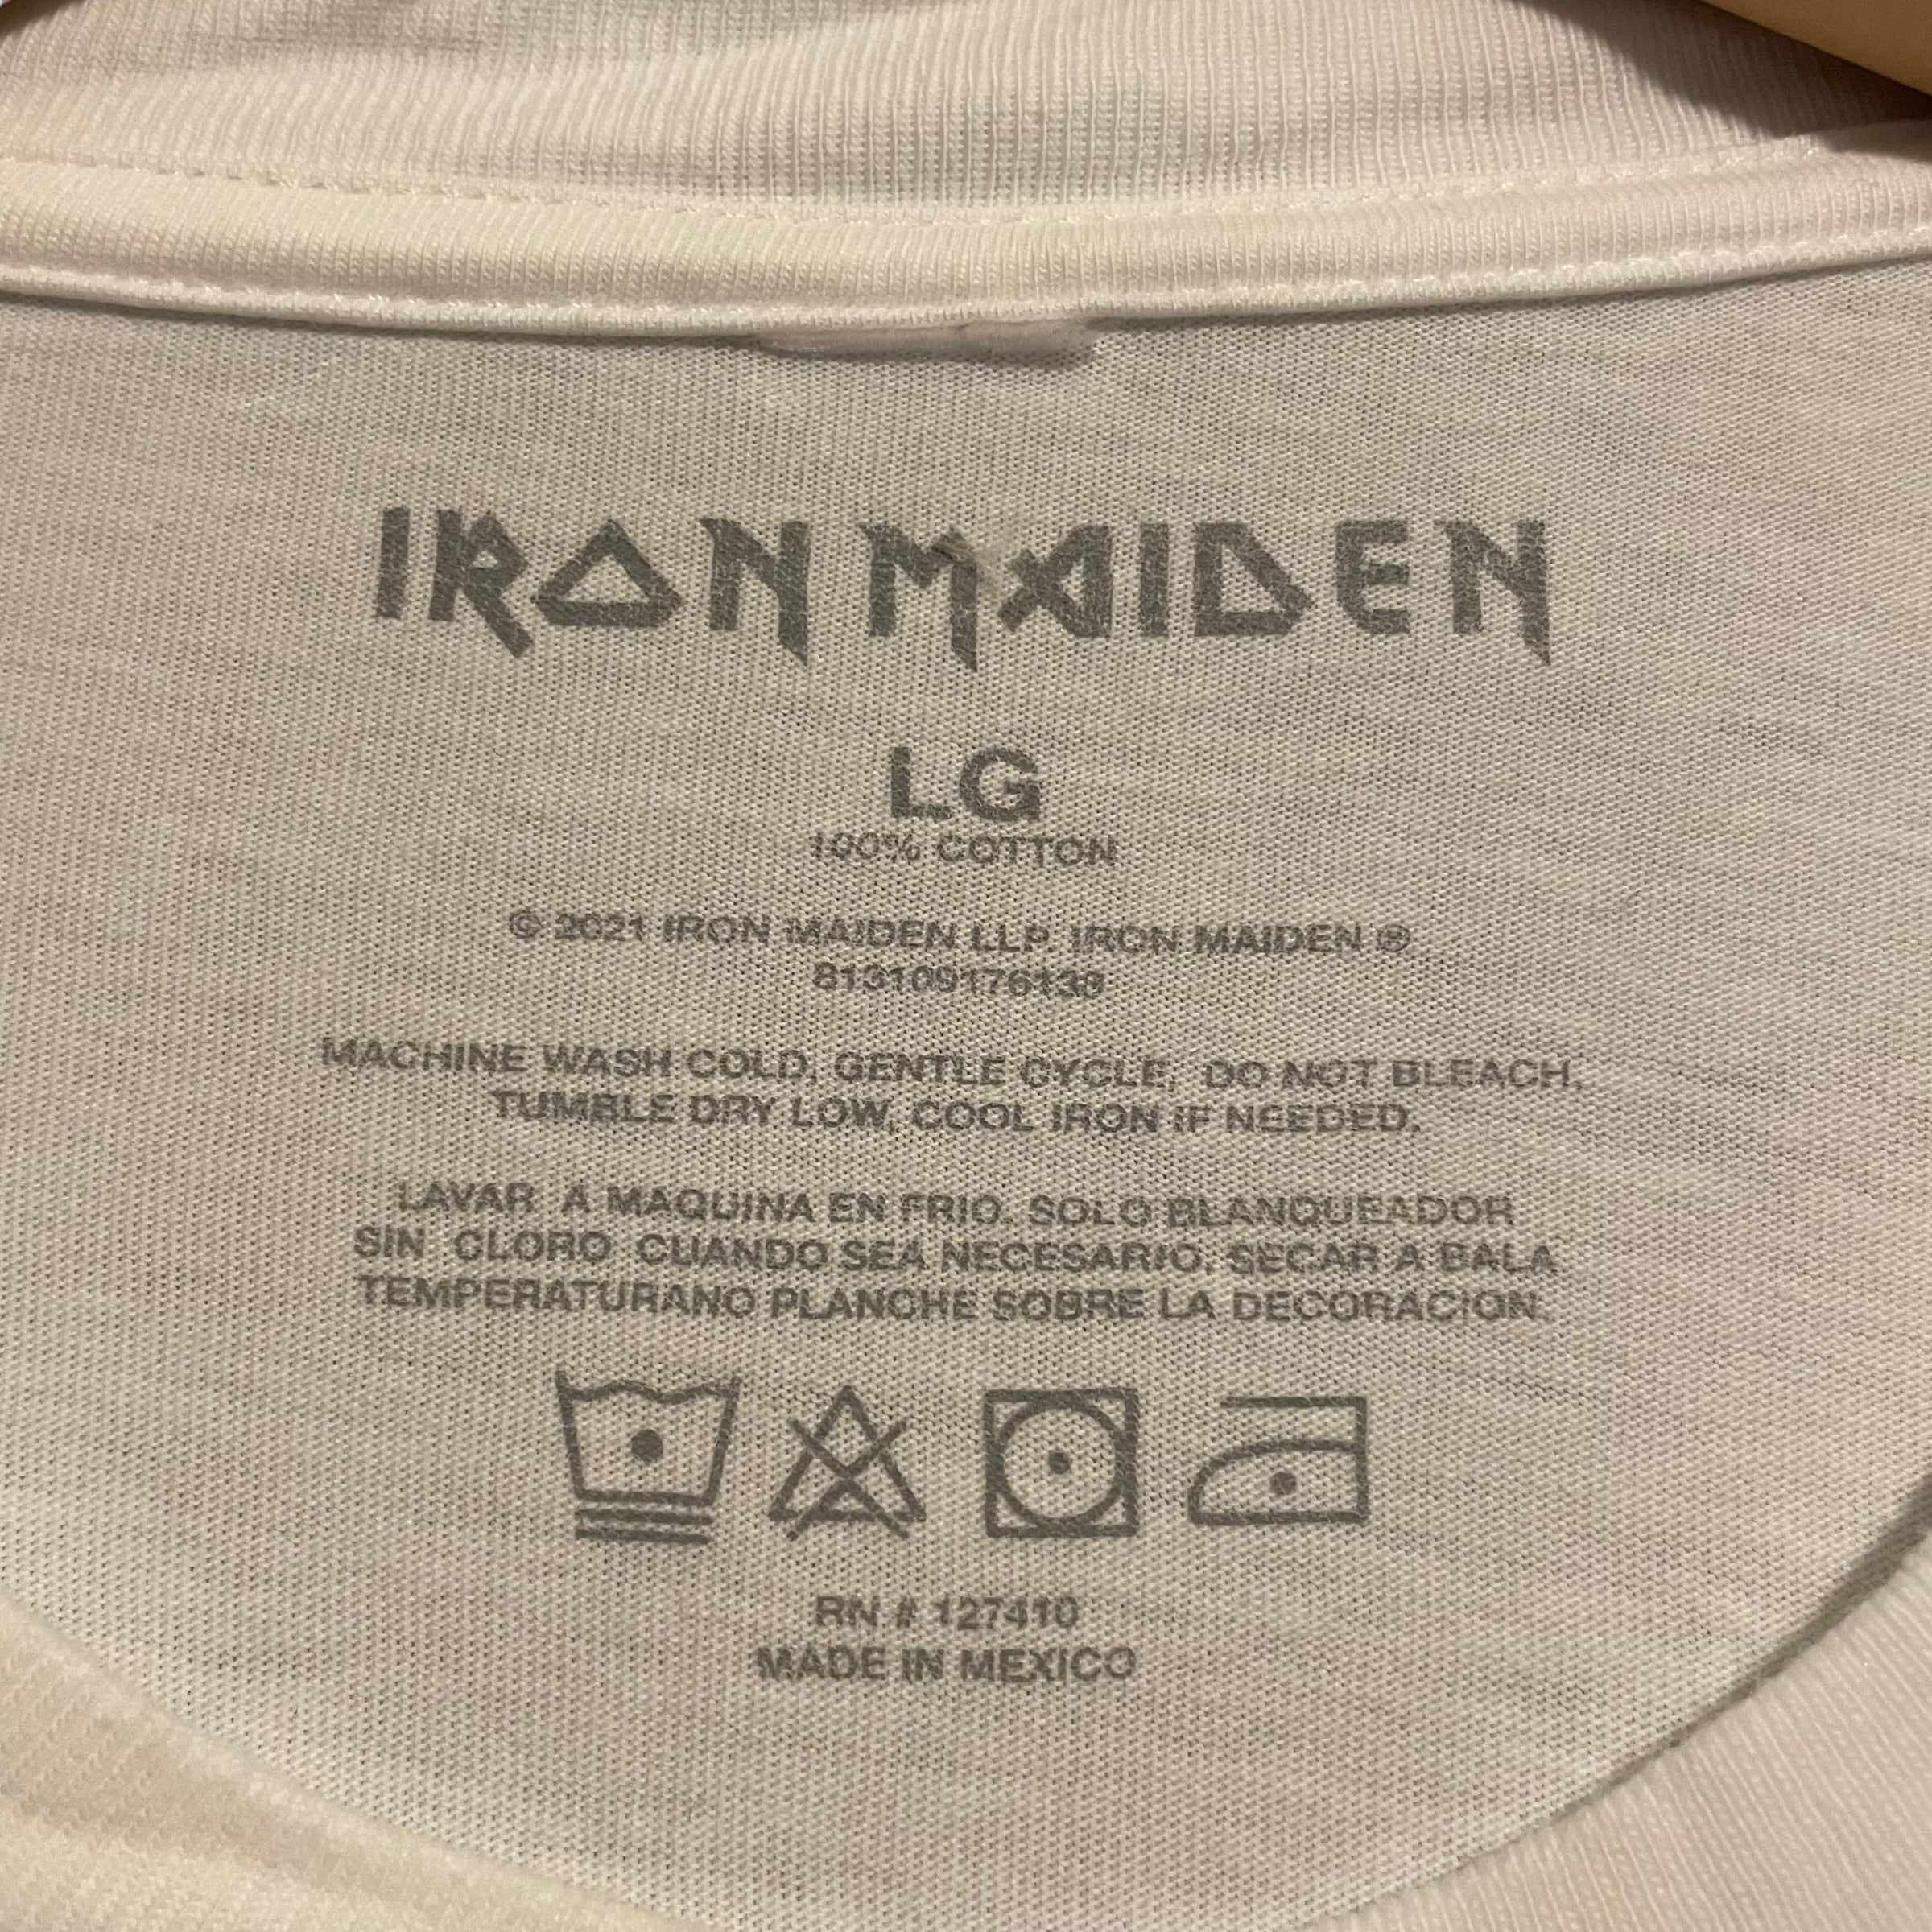 IRON MAIDEN
LG
100% COTTON
© 2021 IRON MAIDEN LLP. IRON MAIDEN ®
813109176138
MACHINE WASH COLD, GENTLE CYCLE, DO NOT BLEACH,
TUMBLE DRY LOW, COOL IRON IF NEEDED.
LAVAR A MAQUINA EN FRIO. SOLO BLANQUEADOR
SIN CLORO CUANDO SEA NECESARIO, SECAR A BALA
TEMPERATURANO PLANCHE SOBRE LA DECORACION.
RN # 127410
MADE IN MEXICO